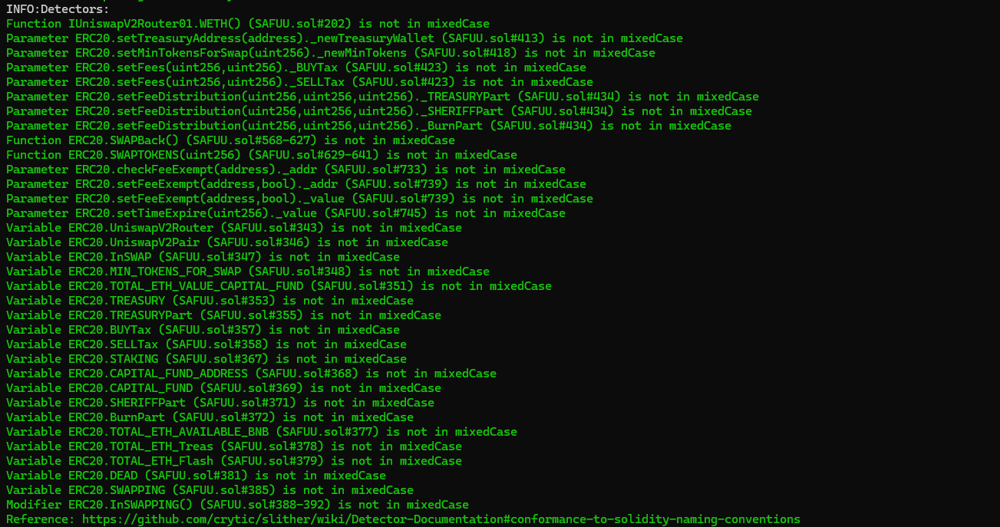 INFO:Detectors:
Function IUniswapV2Router01.WETH() (SAFUU.sol#202) is not in mixedCase
Parameter ERC20.setTreasuryAddress(address)._newTreasuryWallet (SAFUU.sol#413) is not in mixedCase
Parameter ERC20.setMinTokensForSwap(uint256)._newMinTokens (SAFUU.sol#418) is not in mixedCase
Parameter ERC20.setFees(uint256,uint256)._BUYTax (SAFUU.sol#423) is not in mixedCase
Parameter ERC20.setFees(uint256,uint256)._SELLTax (SAFUU.sol#423) is not in mixedCase
Parameter ERC20.setFeeDistribution(uint256,uint256,uint256)._TREASURYPart (SAFUU.sol#434) is not in mixedCase
Parameter ERC20.setFeeDistribution(uint256,uint256,uint256)._SHERIFFPart (SAFUU.sol#434) is not in mixedCase
Parameter ERC20.setFeeDistribution(uint256,uint256,uint256)._BurnPart (SAFUU.sol#434) is not in mixedCase
Function ERC20.SWAPBack() (SAFUU.sol#568-627) is not in mixedCase
Function ERC20.SWAPTOKENS(uint256) (SAFUU.sol#629-641) is not in mixedCase
Parameter ERC20.checkFeeExempt(address)._addr (SAFUU.sol#733) is not in mixedCase
Parameter ERC20.setFeeExempt(address,bool)._addr (SAFUU.sol#739) is not in mixedCase
Parameter ERC20.setFeeExempt(address,bool)._value (SAFUU.sol#739) is not in mixedCase
Parameter ERC20.setTimeExpire(uint256)._value (SAFUU.sol#745) is not in mixedCase
Variable ERC20.UniswapV2Router (SAFUU.sol#343) is not in mixedCase
Variable ERC20.UniswapV2Pair (SAFUU.sol#346) is not in mixedCase
Variable ERC20.InSWAP (SAFUU.sol#347) is not in mixedCase
Variable ERC20.MIN_TOKENS_FOR_SWAP (SAFUU.sol#348) is not in mixedCase
Variable ERC20.TOTAL_ETH_VALUE_CAPITAL_FUND (SAFUU.sol#351) is not in mixedCase
Variable ERC20.TREASURY (SAFUU.sol#353) is not in mixedCase
Variable ERC20.TREASURYPart (SAFUU.sol#355) is not in mixedCase
Variable ERC20.BUYTax (SAFUU.sol#357) is not in mixedCase
Variable ERC20.SELLTax (SAFUU.sol#358) is not in mixedCase
Variable ERC20.STAKING (SAFUU.sol#367) is not in mixedCase
Variable ERC20.CAPITAL_FUND_ADDRESS (SAFUU.sol#368) is not in mixedCase
Variable ERC20.CAPITAL_FUND (SAFUU.sol#369) is not in mixedCase
Variable ERC20.SHERIFFPart (SAFUU.sol#371) is not in mixedCase
Variable ERC20.BurnPart (SAFUU.sol#372) is not in mixedCase
Variable ERC20.TOTAL_ETH_AVAILABLE_BNB (SAFUU.sol#377) is not in mixedCase
Variable ERC20.TOTAL_ETH_Treas (SAFUU.sol#378) is not in mixedCase
Variable ERC20.TOTAL_ETH_Flash (SAFUU.sol#379) is not in mixedCase
Variable ERC20.DEAD (SAFUU.sol#381) is not in mixedCase
Variable ERC20.SWAPPING (SAFUU.sol#385) is not in mixedCase
Modifier ERC20.InSWAPPING() (SAFUU.sol#388-392) is not in mixedCase
Reference: https://github.com/crytic/slither/wiki/Detector-Documentation#conformance-to-solidity-naming-conventions